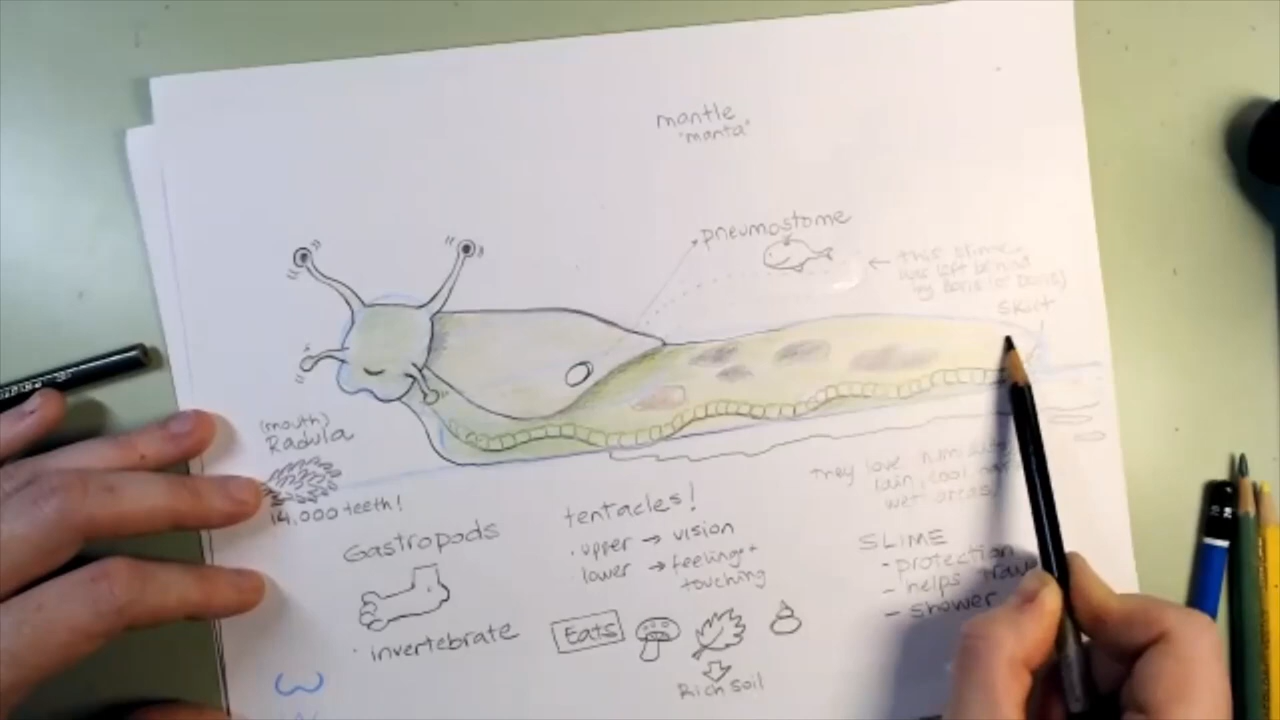 mantle
"manta"
pneumostome
← this slime
was left behind
by Boris (or Doris)
skirt
(mouth)
Radula
14,000 teeth!
Gastropods
• invertebrate
tentacles!
• upper → vision
• lower → feeling +
touching
Eats
Rich soil
They love
rain, cool
wet areas
SLIME
- protection
- helps
- shower